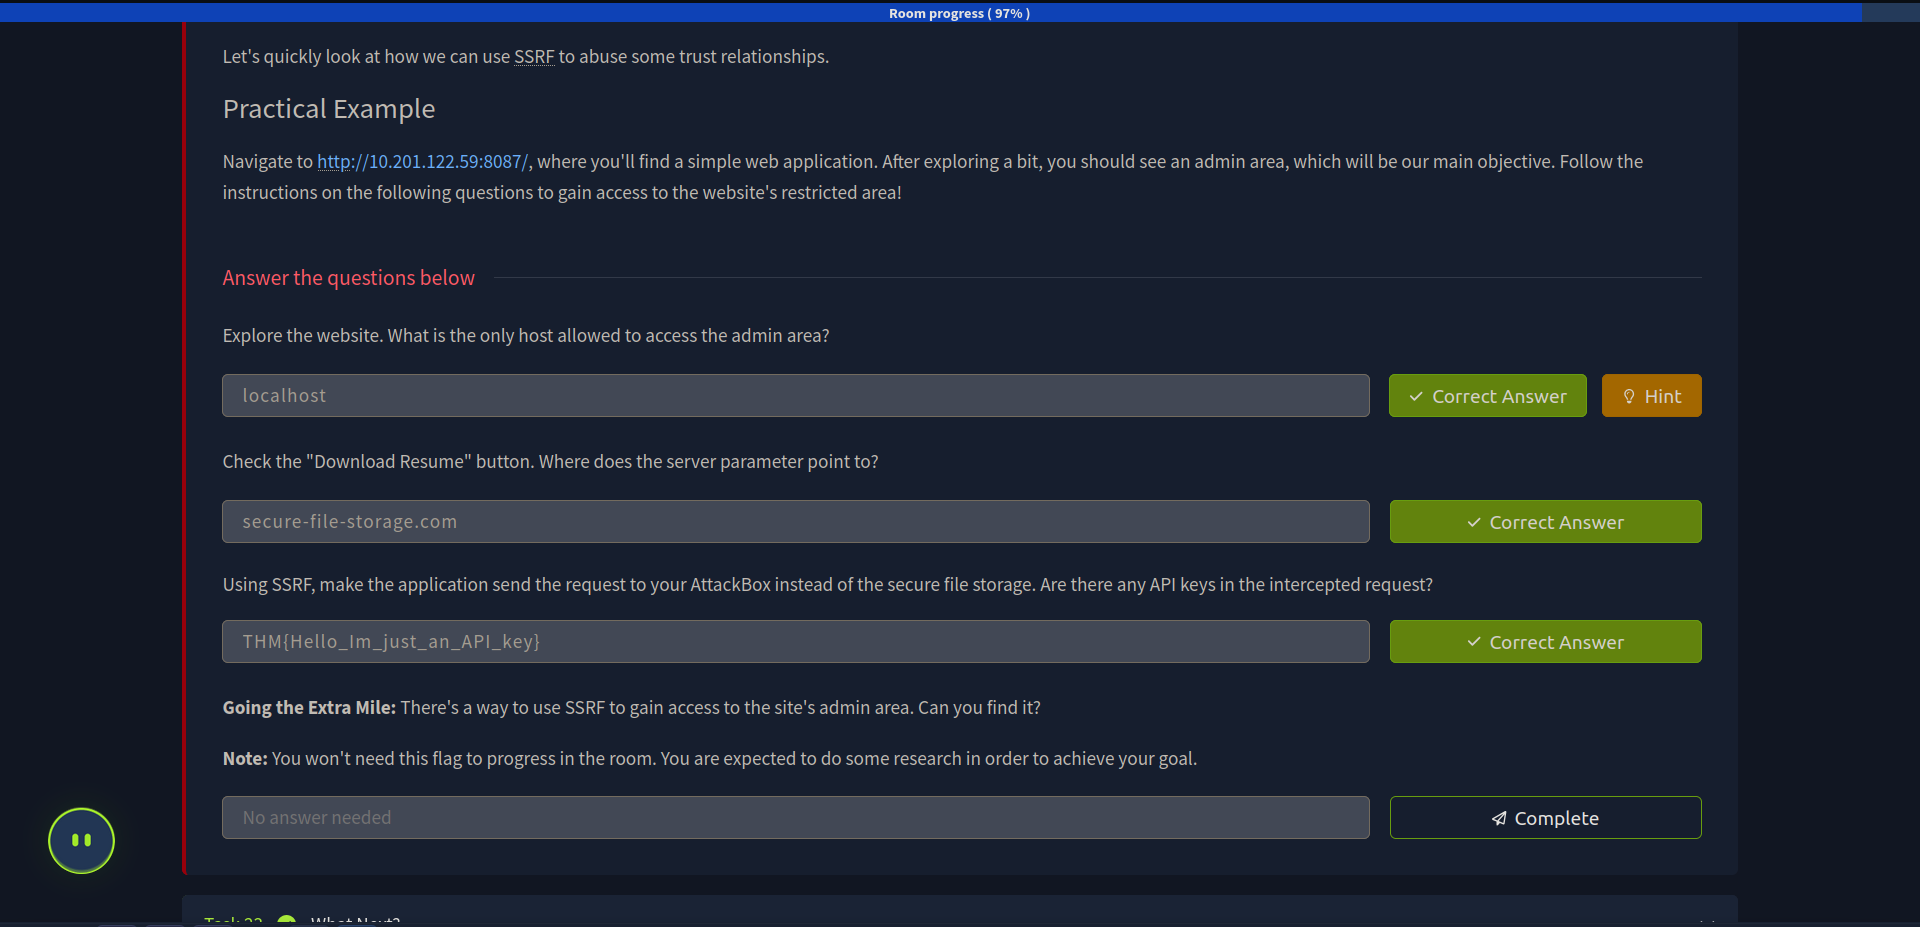 Room progress ( 97% )
Let's quickly look at how we can use SSRF to abuse some trust relationships.
Practical Example
Navigate to http://10.201.122.59:8087/, where you'll find a simple web application. After exploring a bit, you should see an admin area, which will be our main objective. Follow the
instructions on the following questions to gain access to the website's restricted area!
Answer the questions below
Explore the website. What is the only host allowed to access the admin area?
localhost
Correct Answer
Hint
Check the "Download Resume" button. Where does the server parameter point to?
secure-file-storage.com
Correct Answer
Using SSRF, make the application send the request to your AttackBox instead of the secure file storage. Are there any API keys in the intercepted request?
THM{Hello_Im_just_an_API_key}
Correct Answer
Going the Extra Mile: There's a way to use SSRF to gain access to the site's admin area. Can you find it?
Note: You won't need this flag to progress in the room. You are expected to do some research in order to achieve your goal.
No answer needed
Complete
What Next?